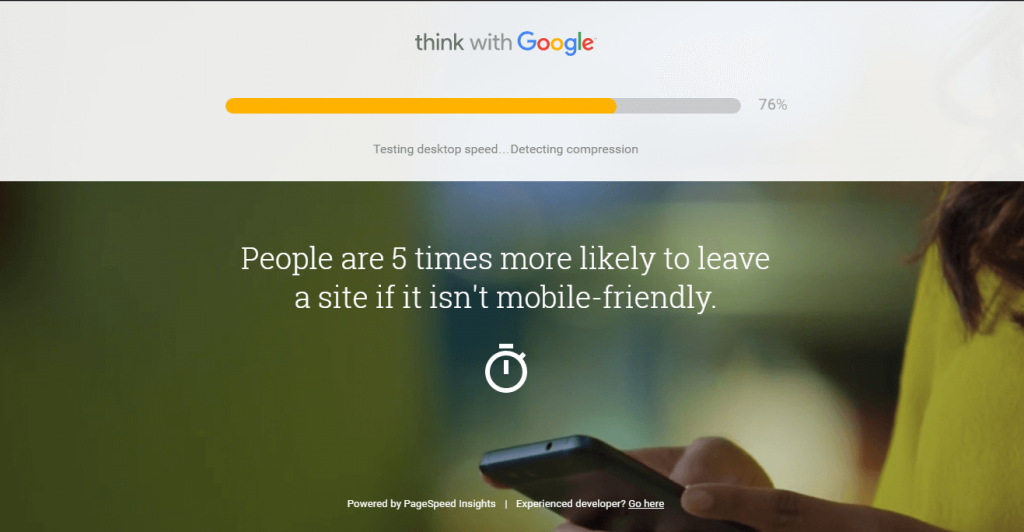 think with Google
76%
Testing desktop speed...Detecting compression
People are 5 times more likely to leave
a site if it isn't mobile-friendly.
Powered by PageSpeed Insights | Experienced developer? Go here